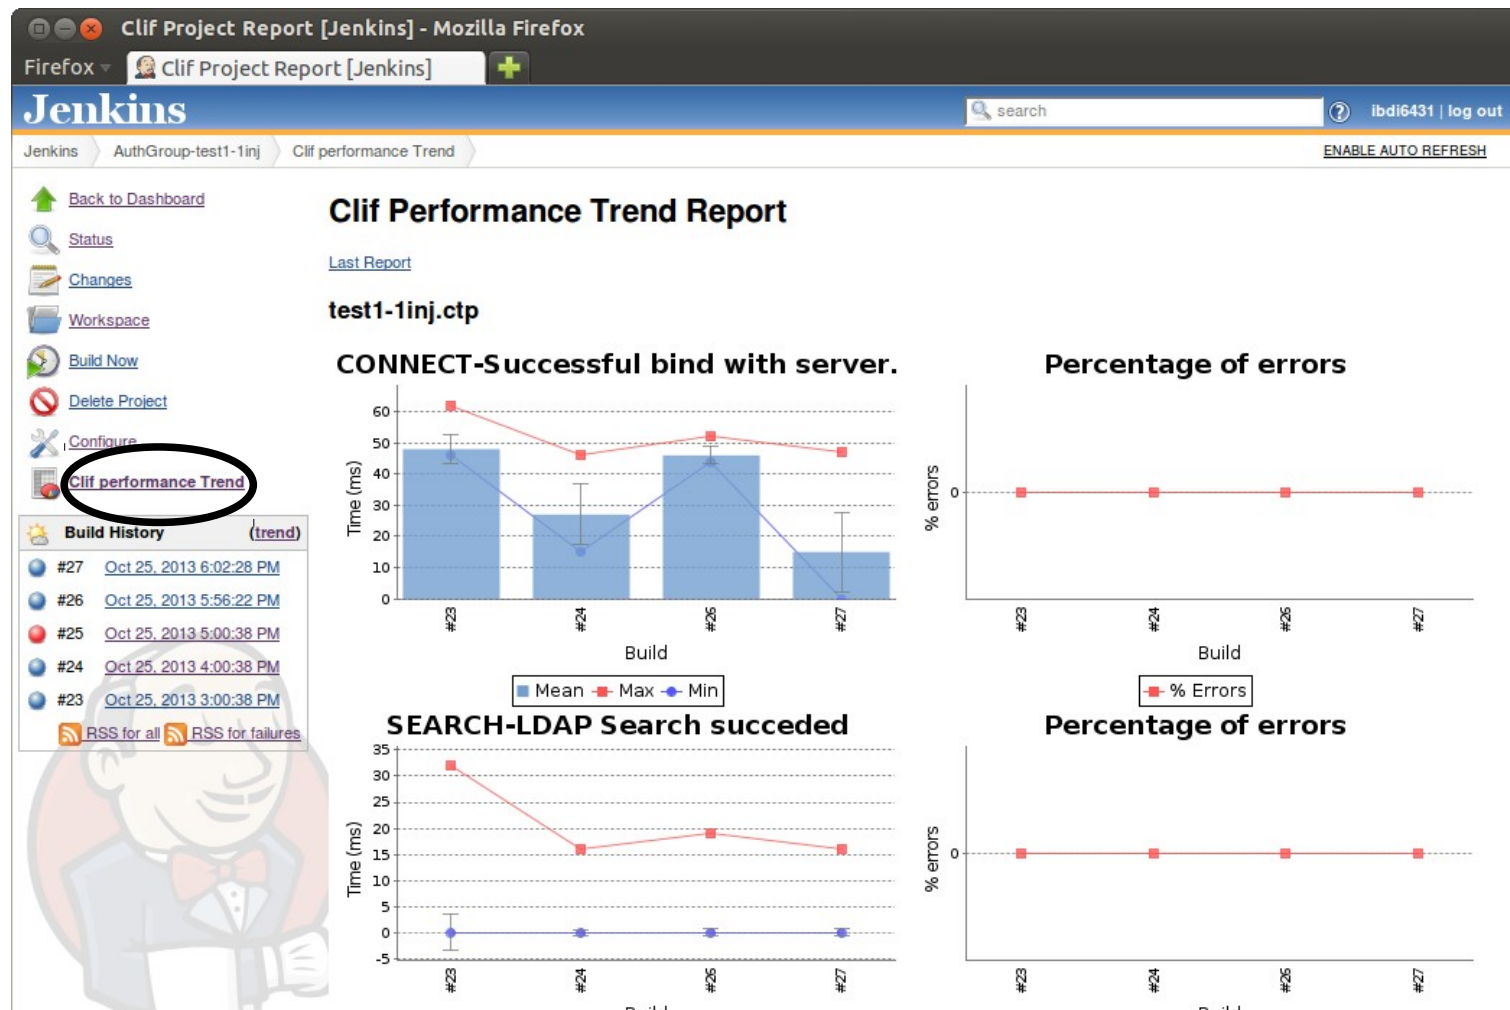 Clif Project Report [Jenkins] - Mozilla Firefox
Firefox
Clif Project Report [Jenkins]
Jenkins
search
ibdi6431 | log out
Jenkins
AuthGroup-test1-1inj
Clif performance Trend
ENABLE AUTO REFRESH
Back to Dashboard
Status
Changes
Workspace
Build Now
Delete Project
Configure
Clif performance Trend
Build History (trend)
#27 Oct 25, 2013 6:02:28 PM
#26 Oct 25, 2013 5:56:22 PM
#25 Oct 25, 2013 5:00:38 PM
#24 Oct 25, 2013 4:00:38 PM
#23 Oct 25, 2013 3:00:38 PM
RSS for all RSS for failures
Clif Performance Trend Report
Last Report
test1-1inj.ctp
CONNECT-Successful bind with server.
Time (ms)
60
50
40
30
20
10
0
#23
#24
#26
#27
Build
Mean Max Min
Percentage of errors
% errors
0
#23
#24
#26
#27
Build
% Errors
SEARCH-LDAP Search succeded
Time (ms)
35
30
25
20
15
10
5
0
-5
#23
#24
#26
#27
Build
Percentage of errors
% errors
0
#23
#24
#26
#27
Build